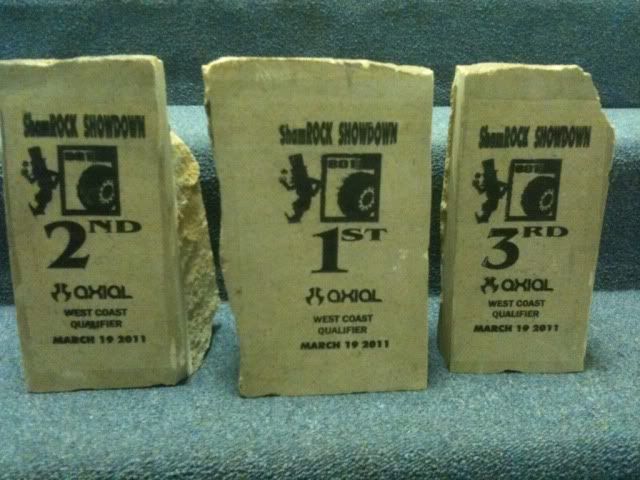 ShamROCK SHOWDOWN
2ND
AXIAL
WEST COAST
QUALIFIER
MARCH 19 2011
ShamROCK SHOWDOWN
1ST
AXIAL
WEST COAST
QUALIFIER
MARCH 19 2011
ShamROCK SHOWDOWN
3RD
AXIAL
WEST COAST
QUALIFIER
MARCH 19 2011